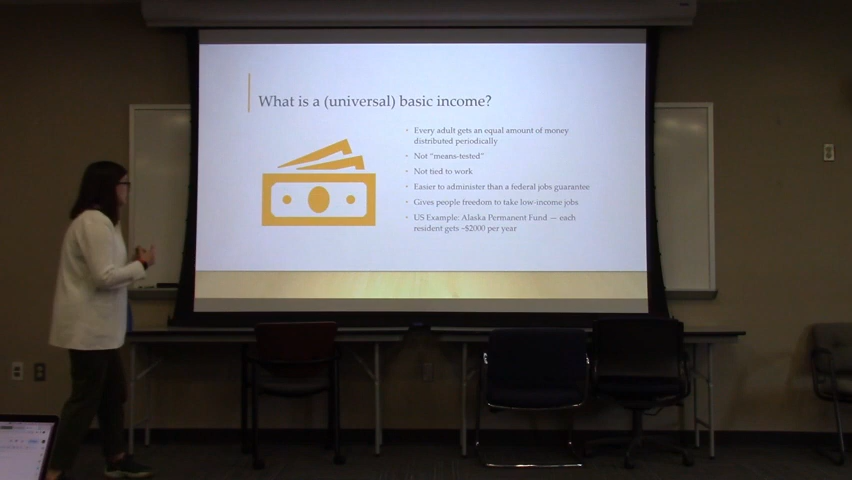 What is a (universal) basic income?
• Every adult gets an equal amount of money
distributed periodically
• Not “means-tested”
• Not tied to work
• Easier to administer than a federal jobs guarantee
• Gives people freedom to take low-income jobs
• US Example: Alaska Permanent Fund — each
resident gets ~$2000 per year